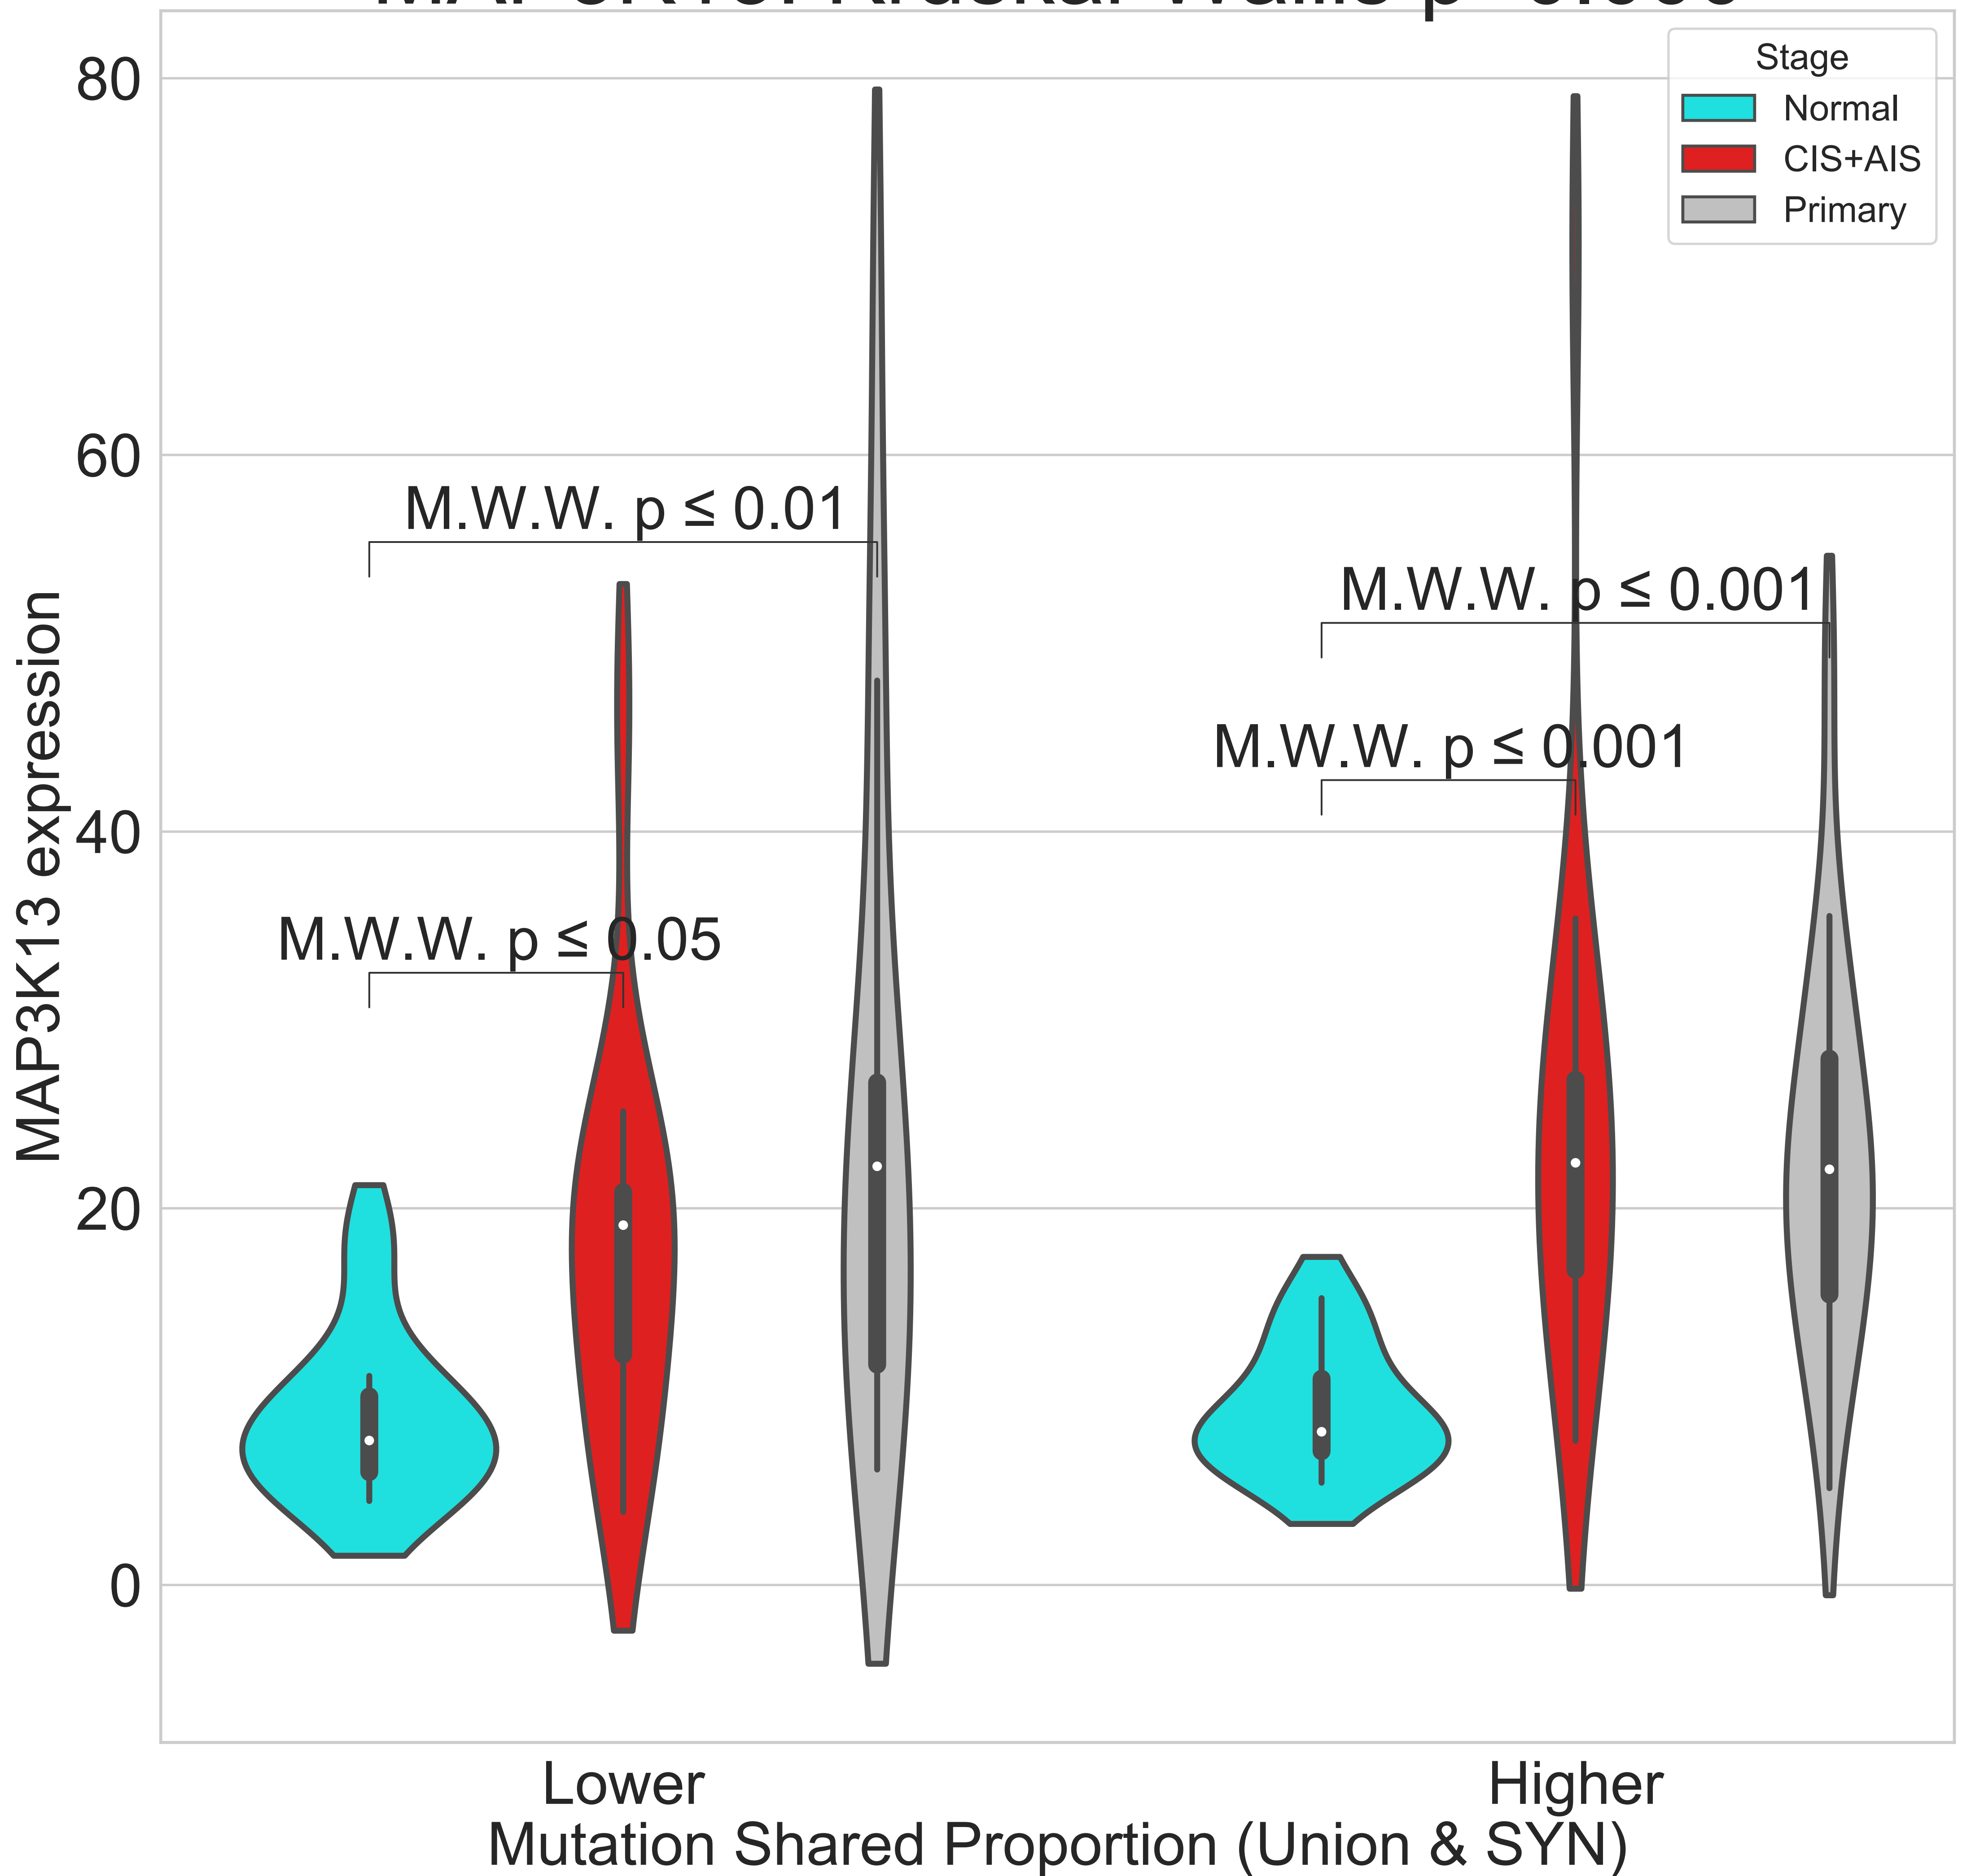 Stage
Normal
CIS+AIS
Primary
80
60
40
20
0
MAP3K13 expression
M.W.W. p ≤ 0.01
M.W.W. p ≤ 0.001
M.W.W. p ≤ 0.001
M.W.W. p ≤ 0.05
Lower
Higher
Mutation Shared Proportion (Union & SYN)